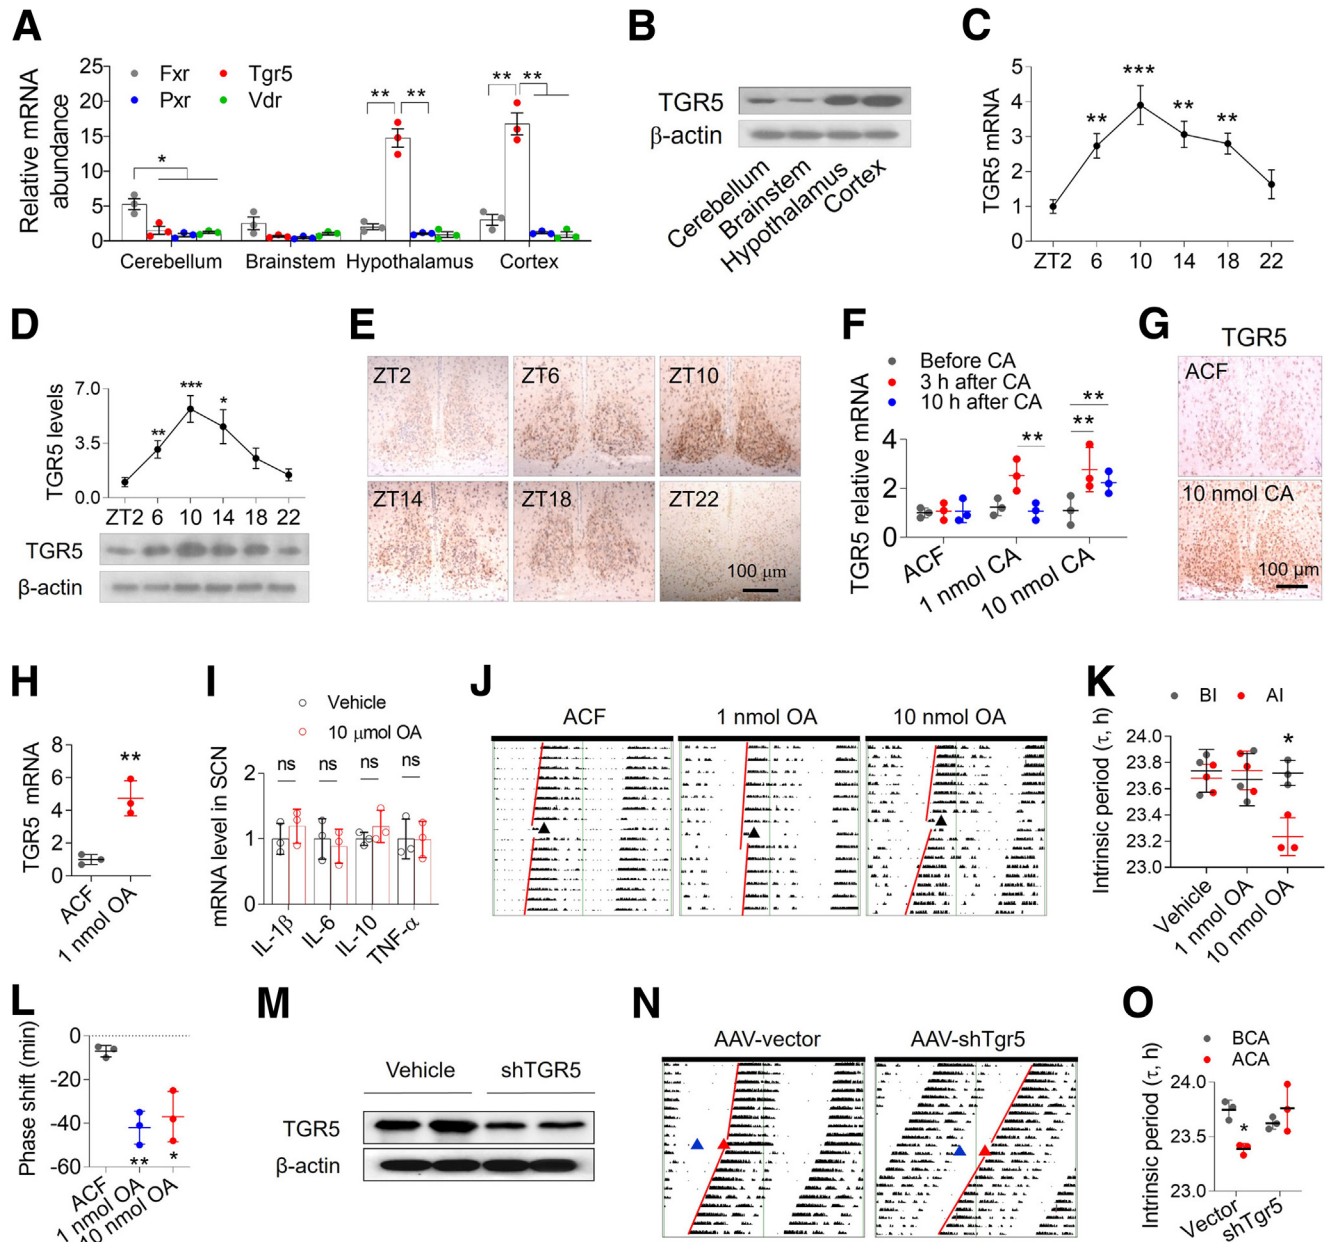 A
Relative mRNA
abundance
25
20
15
10
5
0
Fxr
Tgr5
Pxr
Vdr
*
**
**
**
**
Cerebellum
Brainstem
Hypothalamus
Cortex
B
TGR5
β-actin
Cerebellum
Brainstem
Hypothalamus
Cortex
C
TGR5 mRNA
5
4
3
2
1
0
**
***
**
**
ZT2 6 10 14 18 22
D
TGR5 levels
7.0
3.5
0.0
**
***
*
ZT2 6 10 14 18 22
TGR5
β-actin
E
ZT2
ZT6
ZT10
ZT14
ZT18
ZT22
100 μm
F
Before CA
3 h after CA
10 h after CA
TGR5 relative mRNA
4
2
0
**
**
**
ACF
1 nmol CA
10 nmol CA
G
TGR5
ACF
10 nmol CA
100 μm
H
TGR5 mRNA
8
6
4
2
0
**
ACF
1 nmol OA
I
Vehicle
10 μmol OA
mRNA level in SCN
2
1
0
ns
ns
ns
ns
IL-1β
IL-6
IL-10
TNF-α
J
ACF
1 nmol OA
10 nmol OA
K
BI
AI
Intrinsic period (τ, h)
24.0
23.8
23.6
23.4
23.2
23.0
*
Vehicle
1 nmol OA
10 nmol OA
L
Phase shift (min)
0
-20
-40
-60
**
*
ACF
1 nmol OA
10 nmol OA
M
Vehicle
shTGR5
TGR5
β-actin
N
AAV-vector
AAV-shTgr5
O
BCA
ACA
Intrinsic period (τ, h)
24.0
23.5
23.0
*
Vector
shTgr5